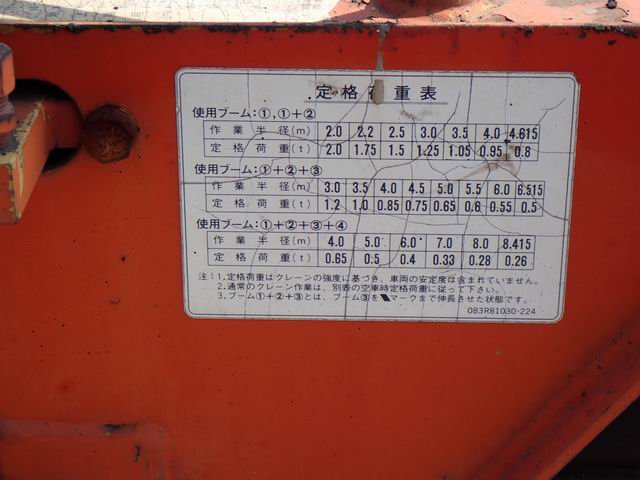 定格荷重表
使用ブーム:①,①+②
作業半径(m) 2.0 2.2 2.5 3.0 3.5 4.0 4.615
定格荷重(t) 2.0 1.75 1.5 1.25 1.05 0.95 0.8
使用ブーム:①+②+③
作業半径(m) 3.0 3.5 4.0 4.5 5.0 5.5 6.0 6.515
定格荷重(t) 1.2 1.0 0.85 0.75 0.65 0.6 0.55 0.5
使用ブーム:①+②+③+④
作業半径(m) 4.0 5.0 6.0 7.0 8.0 8.415
定格荷重(t) 0.65 0.5 0.4 0.33 0.28 0.26
注:1,定格荷重はクレーンの強度に基づき、車両の安定度は含まれていません。
2,通常のクレーン作業は、別表の空車時定格荷重に従って下さい。
3,ブーム①+②+③とは、ブーム③を マークまで伸長させた状態です。
083R81030-224